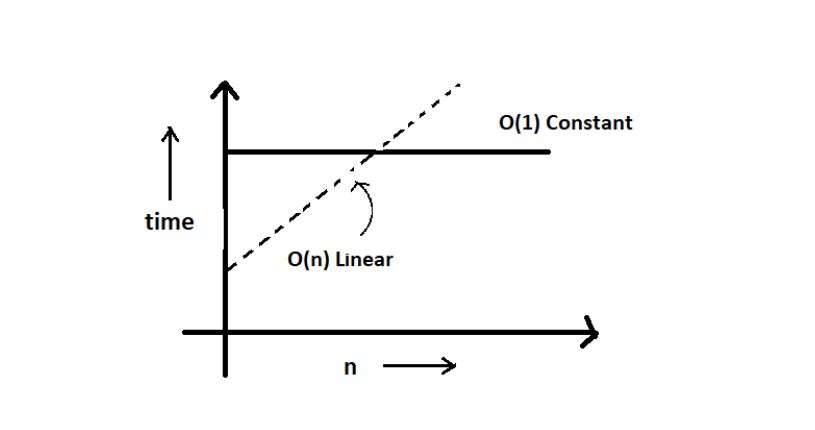 O(1) Constant
time
O(n) Linear
n